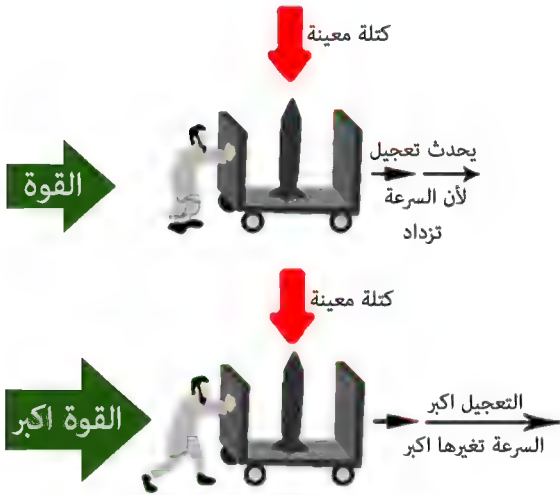 كتلة معينة
القوة
يحدث تعجيل
لأن السرعة
تزداد
كتلة معينة
القوة اكبر
التعجيل اكبر
السرعة تغيرها اكبر